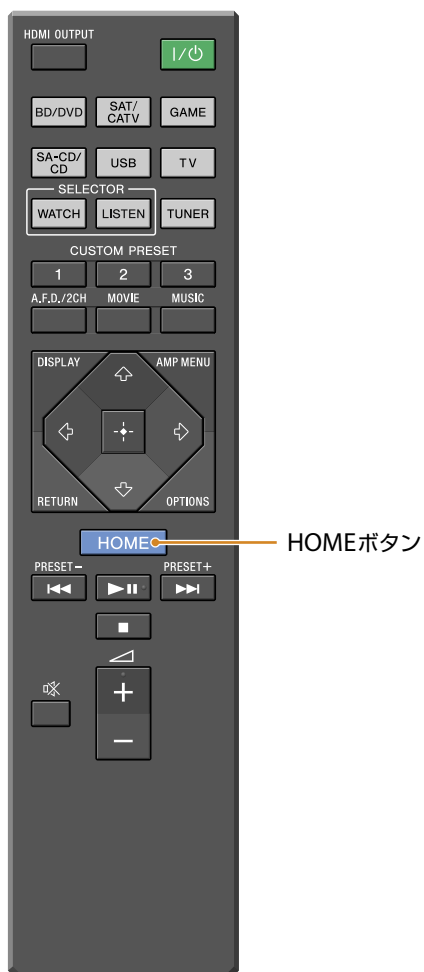 HDMI OUTPUT
I/⏻
BD/DVD
SAT/
CATV
GAME
SA-CD/
CD
USB
TV
SELECTOR
WATCH
LISTEN
TUNER
CUSTOM PRESET
1
2
3
A.F.D./2CH
MOVIE
MUSIC
DISPLAY
AMP MENU
RETURN
OPTIONS
HOME
HOMEボタン
PRESET–
PRESET+
+
–